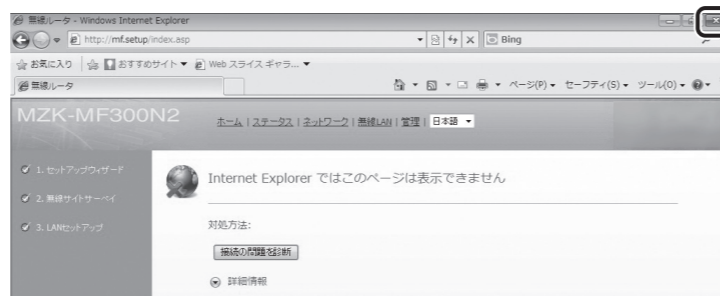 無線ルータ - Windows Internet Explorer
http://mf.setup/index.asp
Bing
お気に入り おすすめサイト ▼ Web スライス ギャラ... ▼
無線ルータ
ページ(P) ▼ セーフティ(S) ▼ ツール(O) ▼
MZK-MF300N2
ホーム | ステータス | ネットワーク | 無線LAN | 管理 | 日本語
1. セットアップウィザード
2. 無線サイトサーベイ
3. LANセットアップ
Internet Explorer ではこのページは表示できません
対処方法:
接続の問題を診断
詳細情報